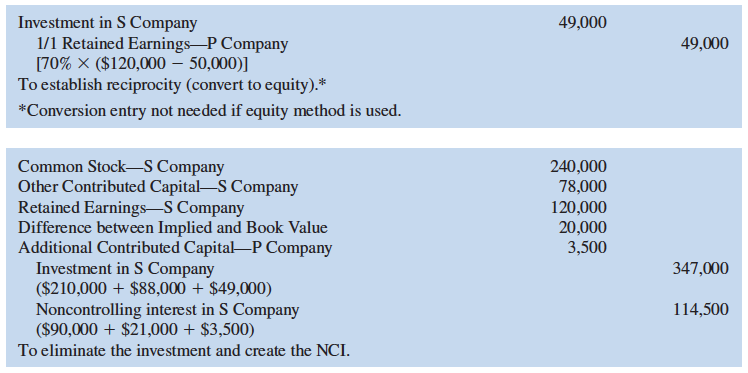 Investment in S Company 49,000
1/1 Retained Earnings—P Company 49,000
[70% × ($120,000 − 50,000)]
To establish reciprocity (convert to equity).*
*Conversion entry not needed if equity method is used.
Common Stock—S Company 240,000
Other Contributed Capital—S Company 78,000
Retained Earnings—S Company 120,000
Difference between Implied and Book Value 20,000
Additional Contributed Capital—P Company 3,500
Investment in S Company 347,000
($210,000 + $88,000 + $49,000)
Noncontrolling interest in S Company 114,500
($90,000 + $21,000 + $3,500)
To eliminate the investment and create the NCI.